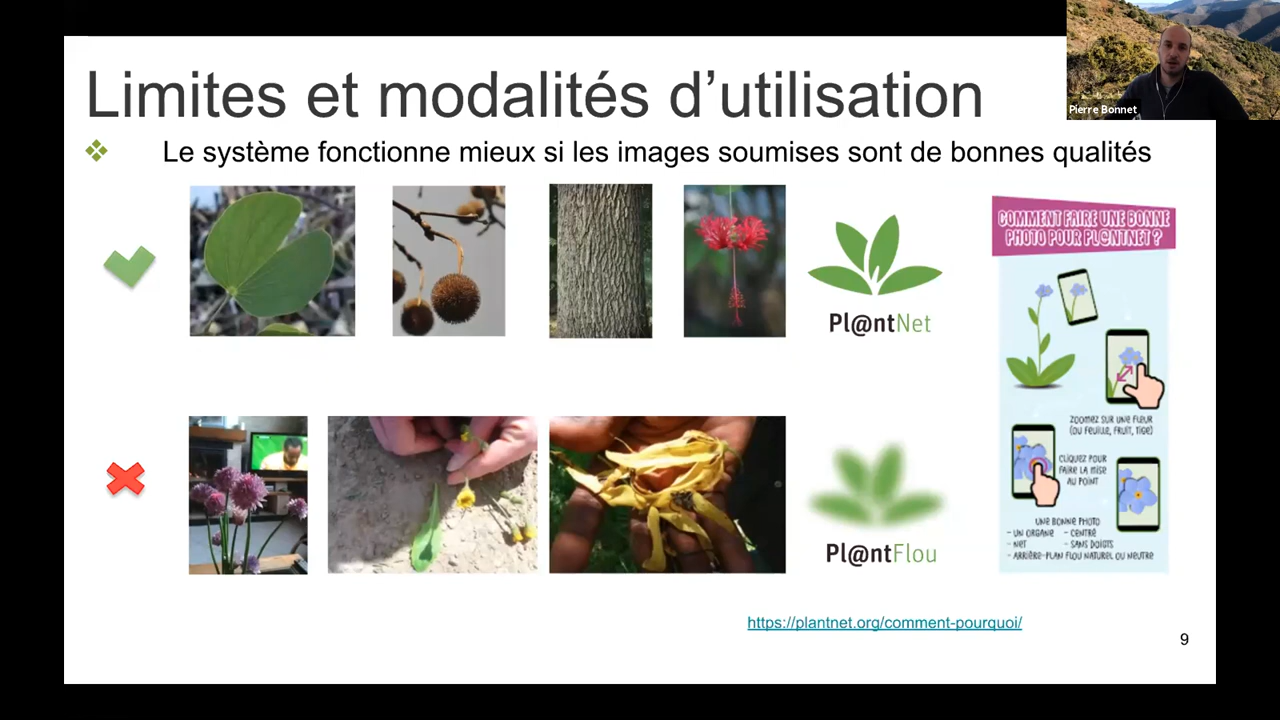 Limites et modalités d'utilisation
Pierre Bonnet
Le système fonctionne mieux si les images soumises sont de bonnes qualités
COMMENT FAIRE UNE BONNE
PHOTO POUR PL@NTNET ?
Pl@ntNet
ZOOMEZ SUR UNE FLEUR
(OU FEUILLE, FRUIT, TIGE)
CLIQUEZ POUR
FAIRE LA MISE
AU POINT
UNE BONNE PHOTO
- UN ORGANE - CENTRÉ
- NET - SANS DOIGTS
- ARRIÈRE-PLAN FLOU NATUREL OU NEUTRE
Pl@ntFlou
https://plantnet.org/comment-pourquoi/
9